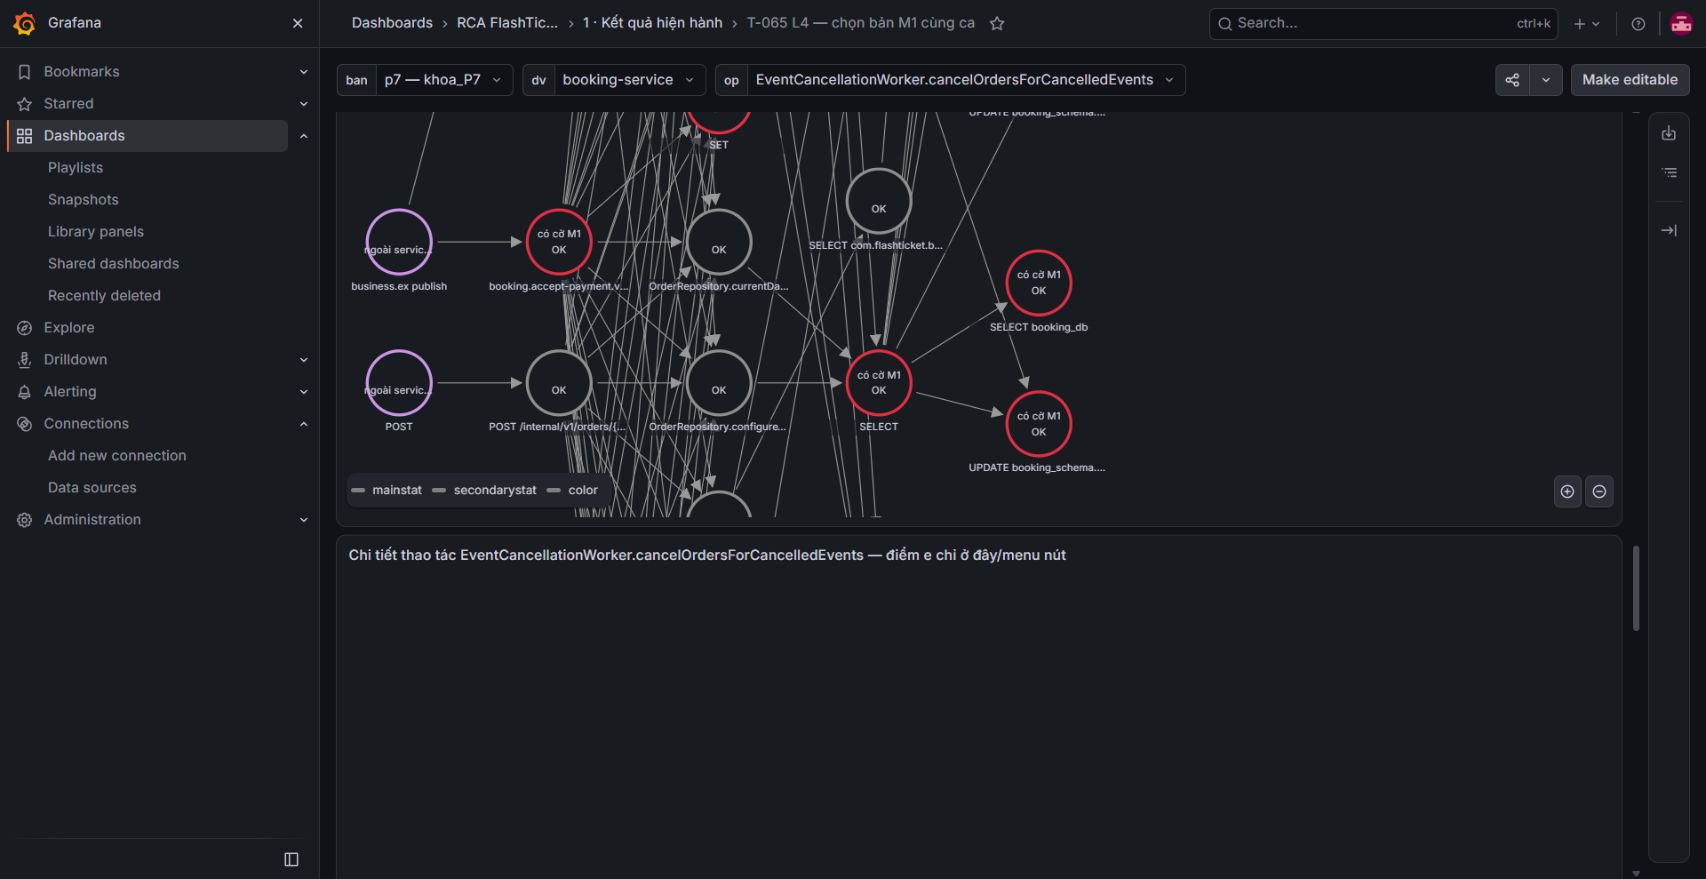 Grafana
Dashboards › RCA FlashTic... › 1 · Kết quả hiện hành › T-065 L4 — chọn bản M1 cùng ca
Search...
ctrl+k
Bookmarks
Starred
Dashboards
Playlists
Snapshots
Library panels
Shared dashboards
Recently deleted
Explore
Drilldown
Alerting
Connections
Add new connection
Data sources
Administration
ban p7 — khoa_P7
dv booking-service
op EventCancellationWorker.cancelOrdersForCancelledEvents
Make editable
UPDATE booking_schema....
SET
OK
SELECT com.flashticket.b...
ngoài servic...
business.ex publish
có cờ M1
OK
booking.accept-payment.v...
OK
OrderRepository.currentDa...
có cờ M1
OK
SELECT booking_db
ngoài servic...
POST
OK
POST /internal/v1/orders/{...
OK
OrderRepository.configure...
có cờ M1
OK
SELECT
có cờ M1
OK
UPDATE booking_schema....
mainstat secondarystat color
Chi tiết thao tác EventCancellationWorker.cancelOrdersForCancelledEvents — điểm e chỉ ở đây/menu nút